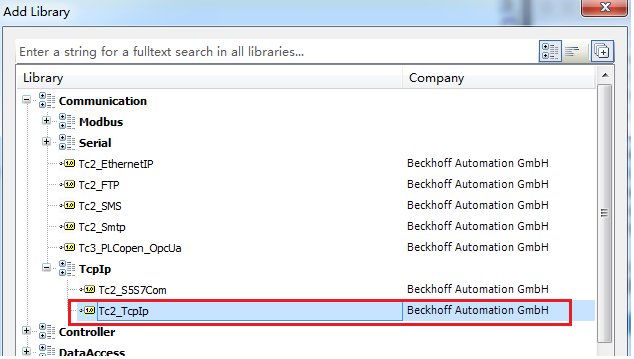 Add Library
Enter a string for a fulltext search in all libraries...
Library Company
Communication
Modbus
Serial
Tc2_EthernetIP Beckhoff Automation GmbH
Tc2_FTP Beckhoff Automation GmbH
Tc2_SMS Beckhoff Automation GmbH
Tc2_Smtp Beckhoff Automation GmbH
Tc3_PLCopen_OpcUa Beckhoff Automation GmbH
TcpIp
Tc2_S5S7Com Beckhoff Automation GmbH
Tc2_TcpIp Beckhoff Automation GmbH
Controller
DataAccess